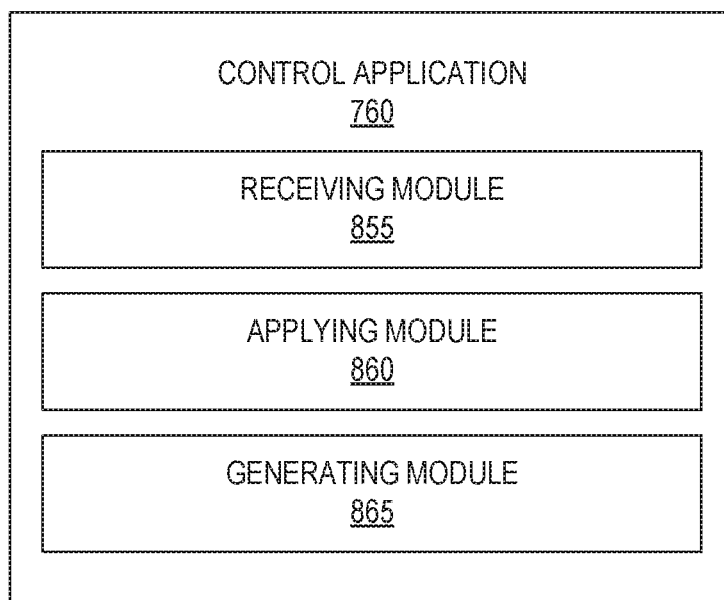 CONTROL APPLICATION
760
RECEIVING MODULE
855
APPLYING MODULE
860
GENERATING MODULE
865